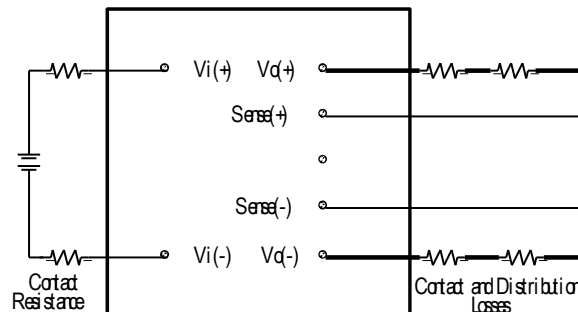 Vi(+) Vo(+)
Sense(+)
Sense(-)
Vi(-) Vo(-)
Contact
Resistance
Contact and Distribution
Losses